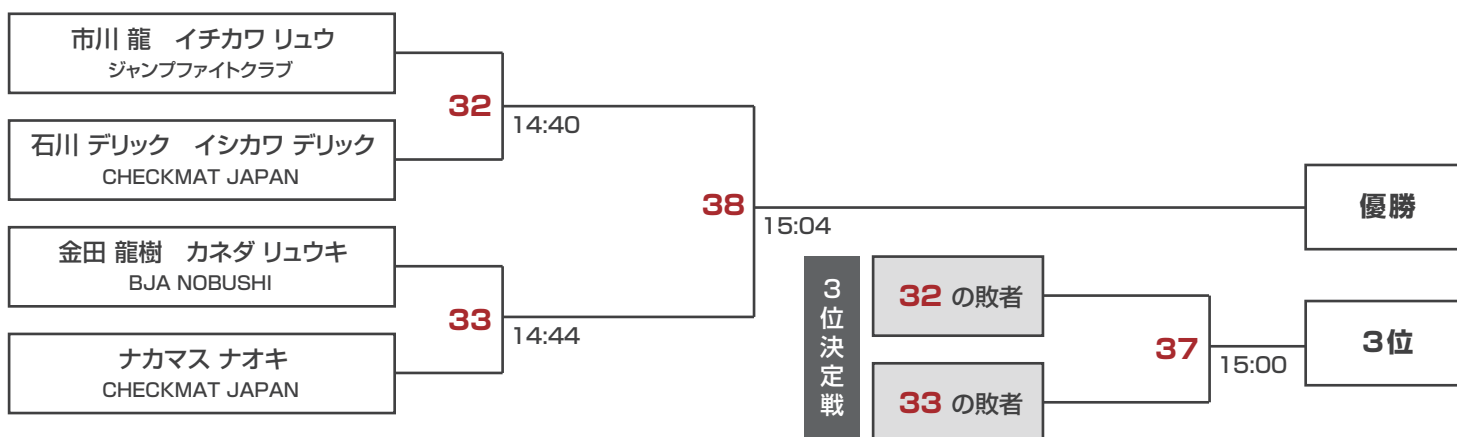 市川 龍　イチカワ リュウ
ジャンプファイトクラブ
32
14:40
石川 デリック　イシカワ デリック
CHECKMAT JAPAN
38
15:04
優勝
金田 龍樹　カネダ リュウキ
BJA NOBUSHI
33
14:44
ナカマス ナオキ
CHECKMAT JAPAN
3位決定戦
32 の敗者
37
15:00
3位
33 の敗者